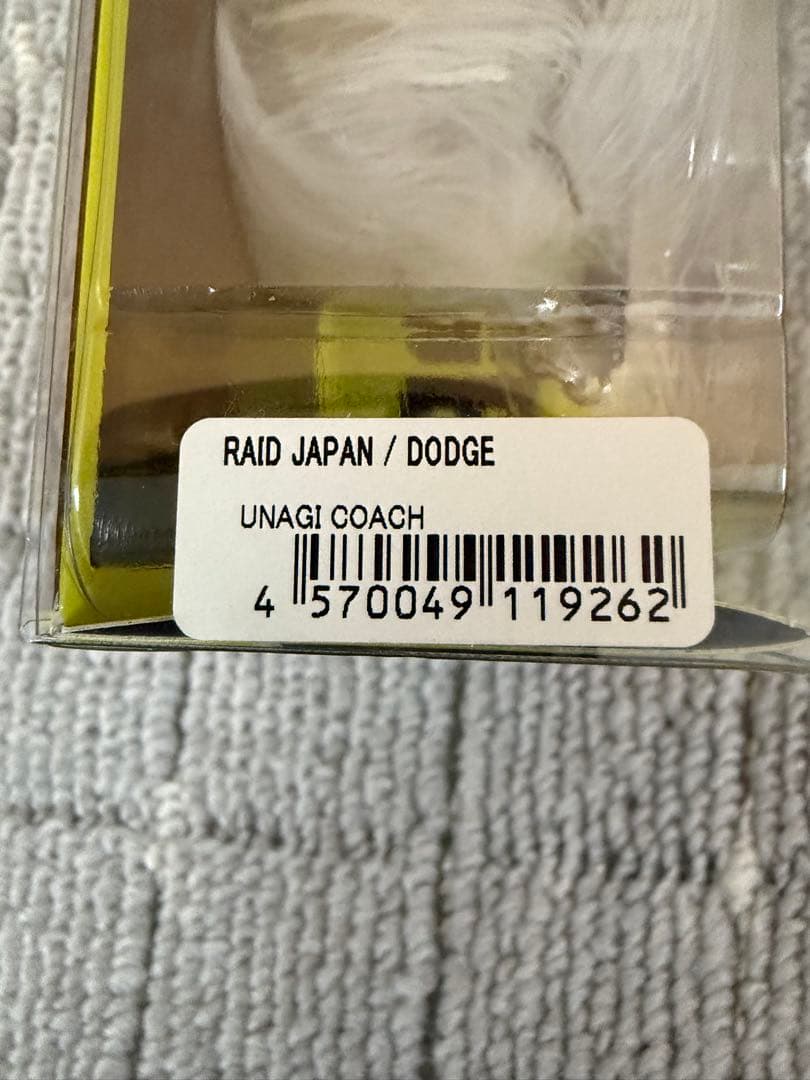 RAID JAPAN / DODGE
UNAGI COACH
4 570049 119262